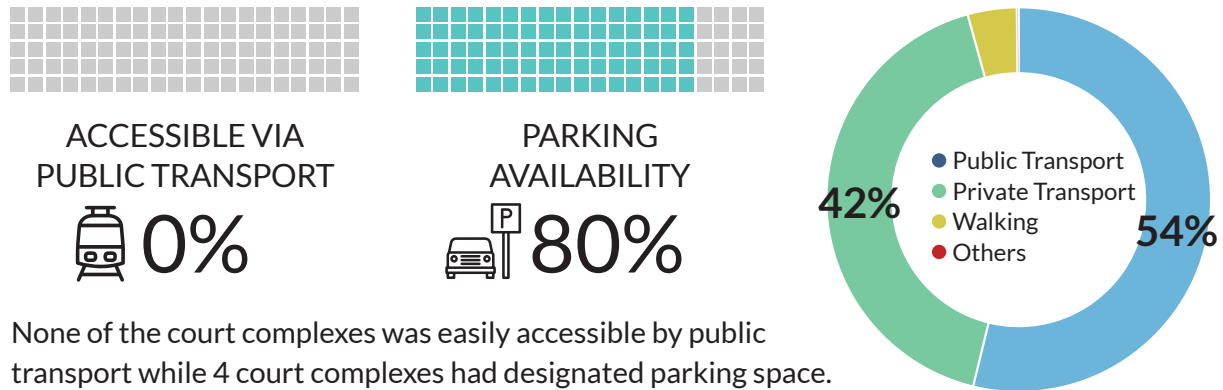 ACCESSIBLE VIA
PUBLIC TRANSPORT
0%
PARKING
AVAILABILITY
P
80%
None of the court complexes was easily accessible by public
transport while 4 court complexes had designated parking space.
Public Transport
Private Transport
Walking
Others
42%
54%